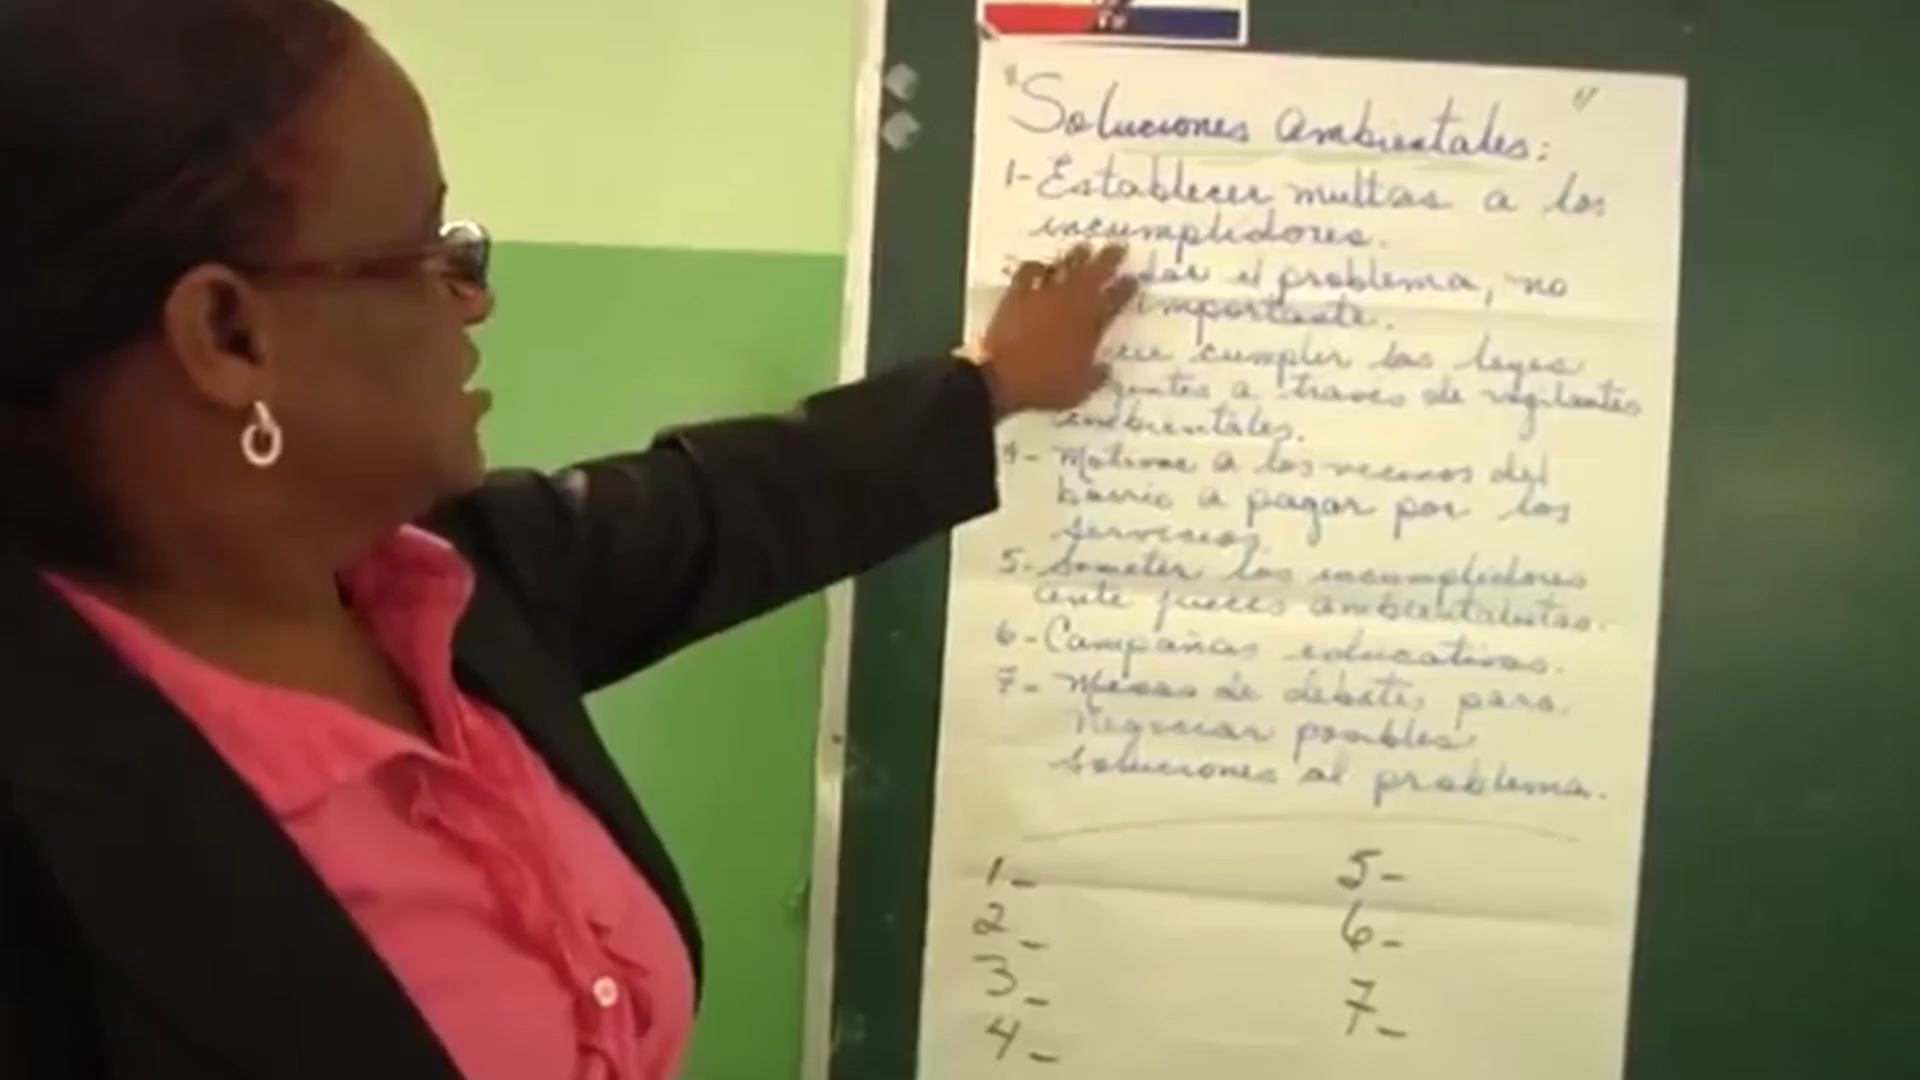 "Soluciones ambientales: "
1- Establecer multas a los
incumplidores.
el problema, no
importante.
cumplir las leyes
a traves de vigilantes
ambientales.
4- Motivar a los vecinos del
barrio a pagar por los
servicios.
5- Someter los incumplidores
ante jueces ambientalistas.
6- Campañas educativas.
7- Mesas de debates para
Negociar posibles
soluciones al problema.
1- 5-
2- 6-
3- 7-
4-